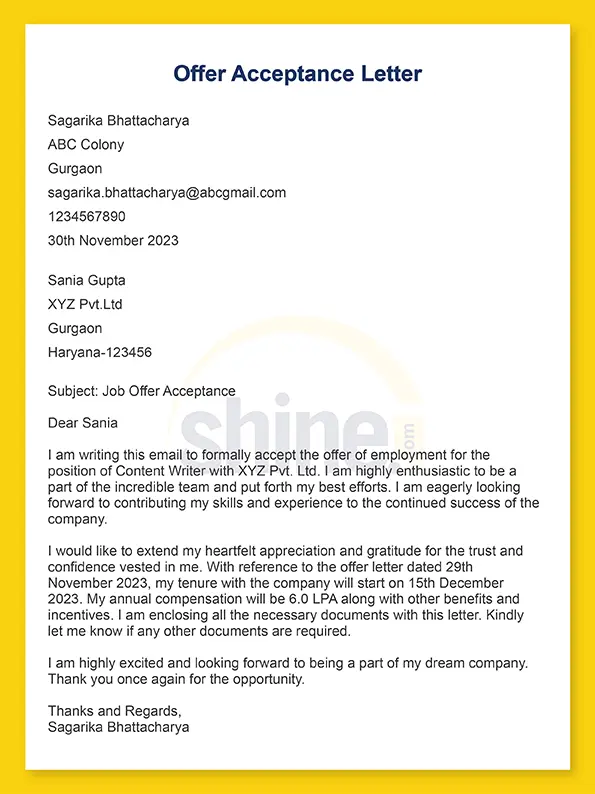 Offer Acceptance Letter
Sagarika Bhattacharya
ABC Colony
Gurgaon
sagarika.bhattacharya@abcgmail.com
1234567890
30th November 2023
Sania Gupta
XYZ Pvt.Ltd
Gurgaon
Haryana-123456
Subject: Job Offer Acceptance
Dear Sania
shine.com
I am writing this email to formally accept the offer of employment for the
position of Content Writer with XYZ Pvt. Ltd. I am highly enthusiastic to be a
part of the incredible team and put forth my best efforts. I am eagerly looking
forward to contributing my skills and experience to the continued success of the
company.
I would like to extend my heartfelt appreciation and gratitude for the trust and
confidence vested in me. With reference to the offer letter dated 29th
November 2023, my tenure with the company will start on 15th December
2023. My annual compensation will be 6.0 LPA along with other benefits and
incentives. I am enclosing all the necessary documents with this letter. Kindly
let me know if any other documents are required.
I am highly excited and looking forward to being a part of my dream company.
Thank you once again for the opportunity.
Thanks and Regards,
Sagarika Bhattacharya